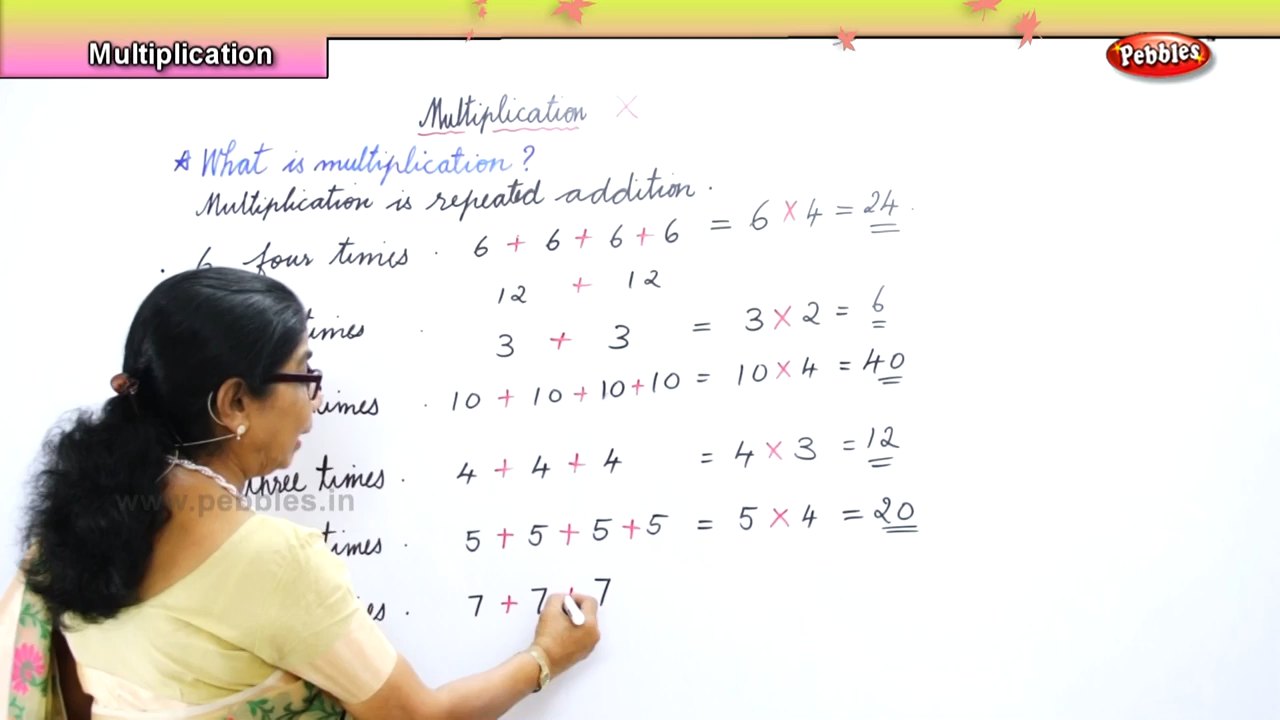 Multiplication
Pebbles
Multiplication ×
* What is multiplication?
Multiplication is repeated addition.
6 four times . 6 + 6 + 6 + 6 = 6 × 4 = 24
12 + 12
times . 3 + 3 = 3 × 2 = 6
times . 10 + 10 + 10 + 10 = 10 × 4 = 40
three times . 4 + 4 + 4 = 4 × 3 = 12
www.pebbles.in
times . 5 + 5 + 5 + 5 = 5 × 4 = 20
. 7 + 7 + 7